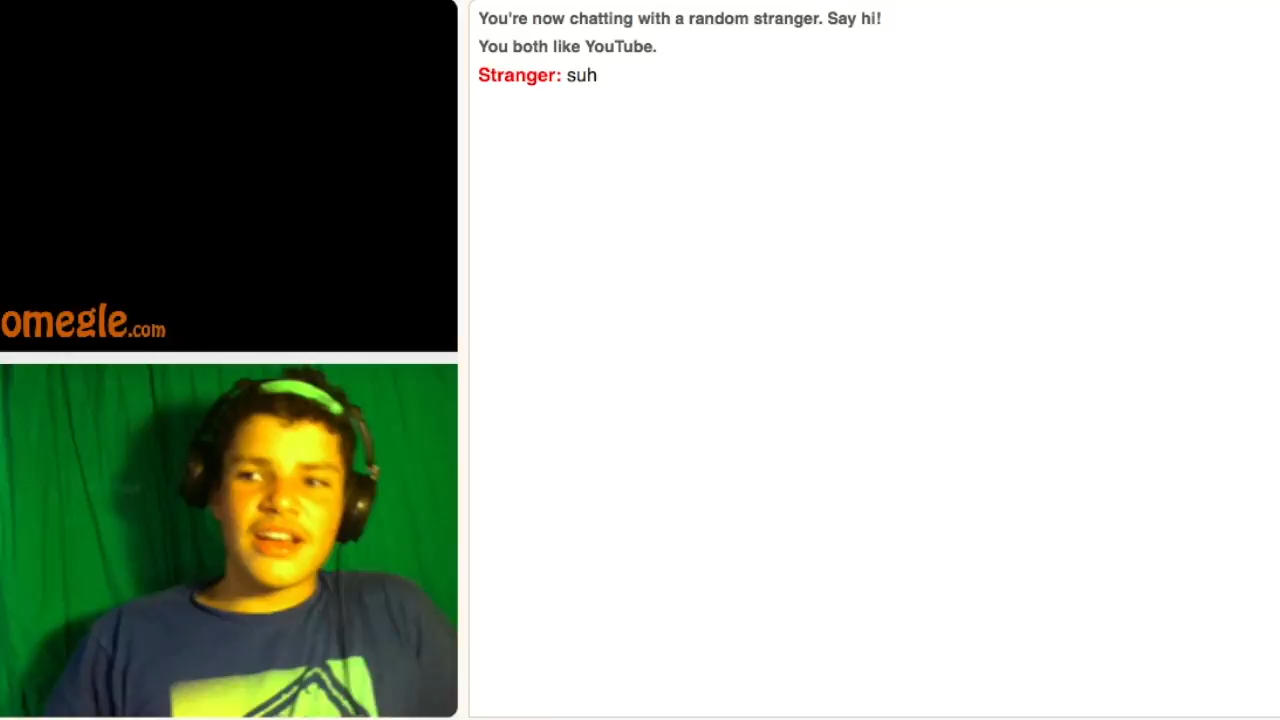 You're now chatting with a random stranger. Say hi!
You both like YouTube.
Stranger: suh
omegle.com